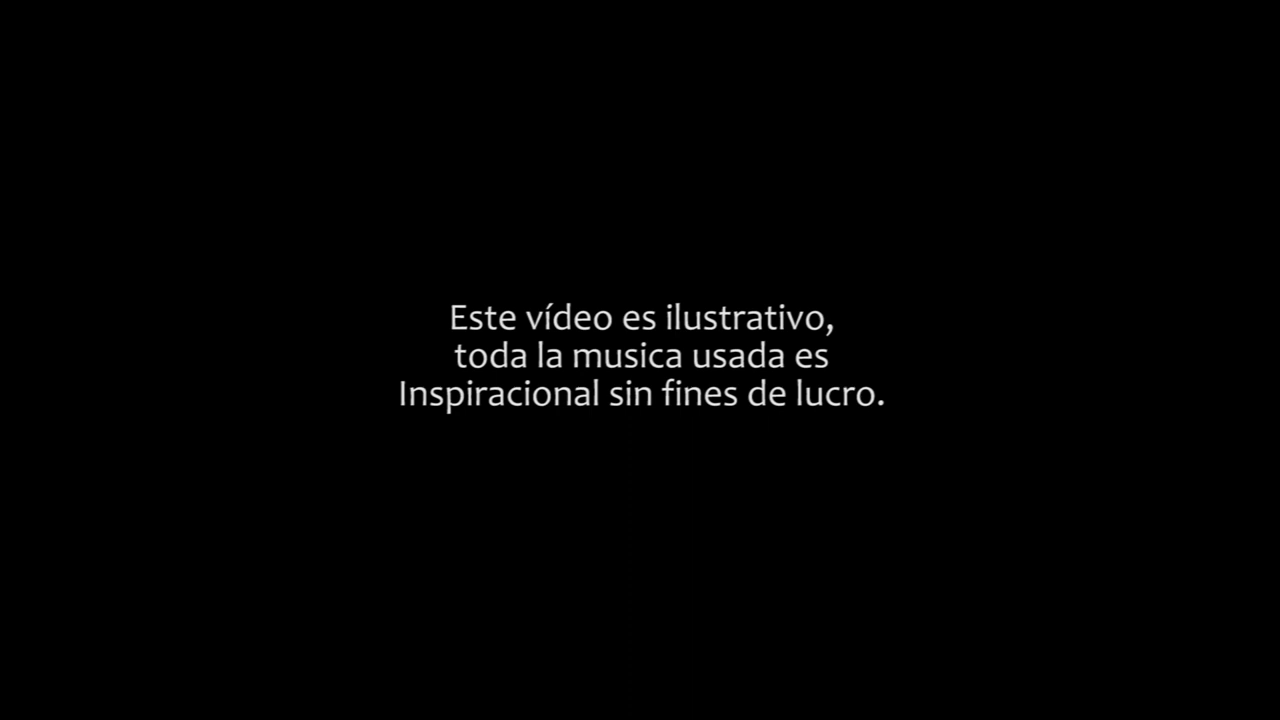 Este vídeo es ilustrativo,
toda la musica usada es
Inspiracional sin fines de lucro.